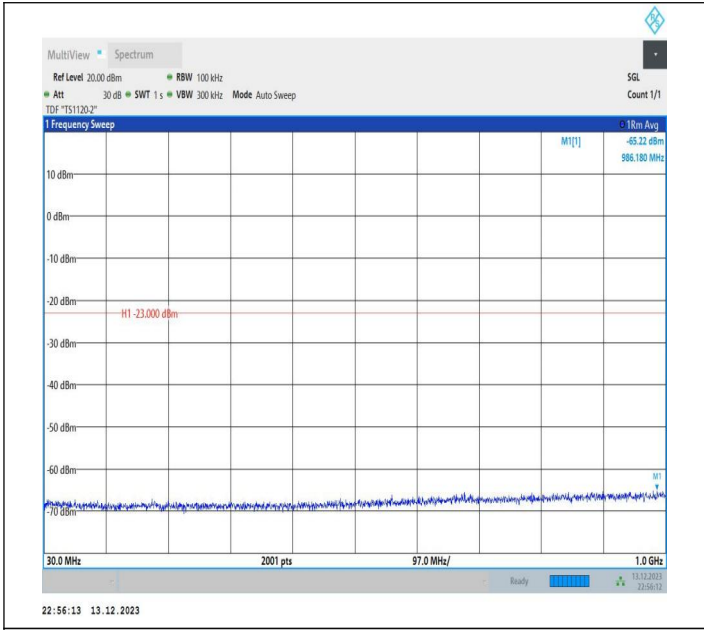 R S
MultiView Spectrum
Ref Level 20.00 dBm RBW 100 kHz SGL
Att 30 dB SWT 1 s VBW 300 kHz Mode Auto Sweep Count 1/1
TDF "TS1120-2"
1 Frequency Sweep 1Rm Avg
M1[1] -65.22 dBm
986.180 MHz
10 dBm
0 dBm
-10 dBm
-20 dBm
H1 -23.000 dBm
-30 dBm
-40 dBm
-50 dBm
-60 dBm
M1
-70 dBm
30.0 MHz 2001 pts 97.0 MHz/ 1.0 GHz
Ready 13.12.2023
22:56:12
22:56:13 13.12.2023